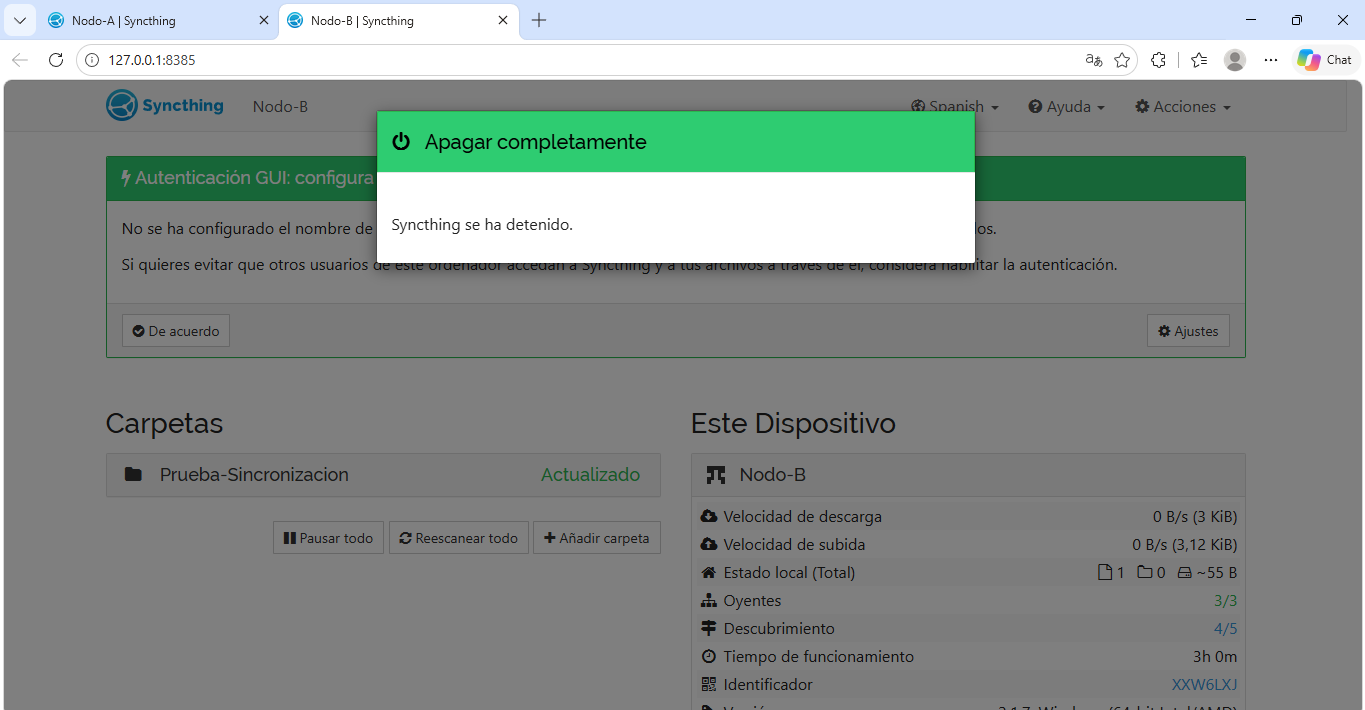 Nodo-A | Syncthing
Nodo-B | Syncthing
127.0.0.1:8385
Chat
Syncthing
Nodo-B
Spanish
Ayuda
Acciones
Apagar completamente
Syncthing se ha detenido.
Autenticación GUI: configura
No se ha configurado el nombre de
Si quieres evitar que otros usuarios de este ordenador accedan a Syncthing y a tus archivos a través de él, considera habilitar la autenticación.
De acuerdo
Ajustes
Carpetas
Prueba-Sincronizacion Actualizado
Pausar todo
Reescanear todo
Añadir carpeta
Este Dispositivo
Nodo-B
Velocidad de descarga 0 B/s (3 KiB)
Velocidad de subida 0 B/s (3,12 KiB)
Estado local (Total) 1 0 ~55 B
Oyentes 3/3
Descubrimiento 4/5
Tiempo de funcionamiento 3h 0m
Identificador XXW6LXJ